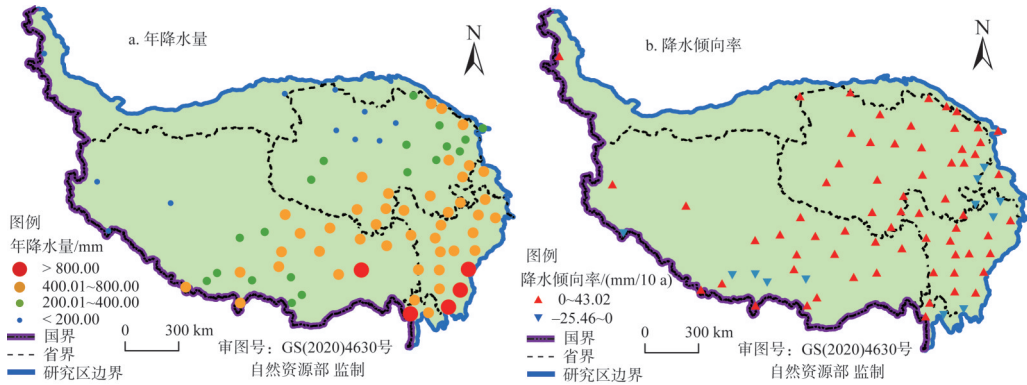 a. 年降水量
N
图例
年降水量/mm
> 800.00
400.01~800.00
200.01~400.00
< 200.00
国界
省界
研究区边界
0 300 km
审图号：GS(2020)4630号
自然资源部 监制
b. 降水倾向率
N
图例
降水倾向率/(mm/10 a)
0~43.02
−25.46~0
国界
省界
研究区边界
0 300 km
审图号：GS(2020)4630号
自然资源部 监制